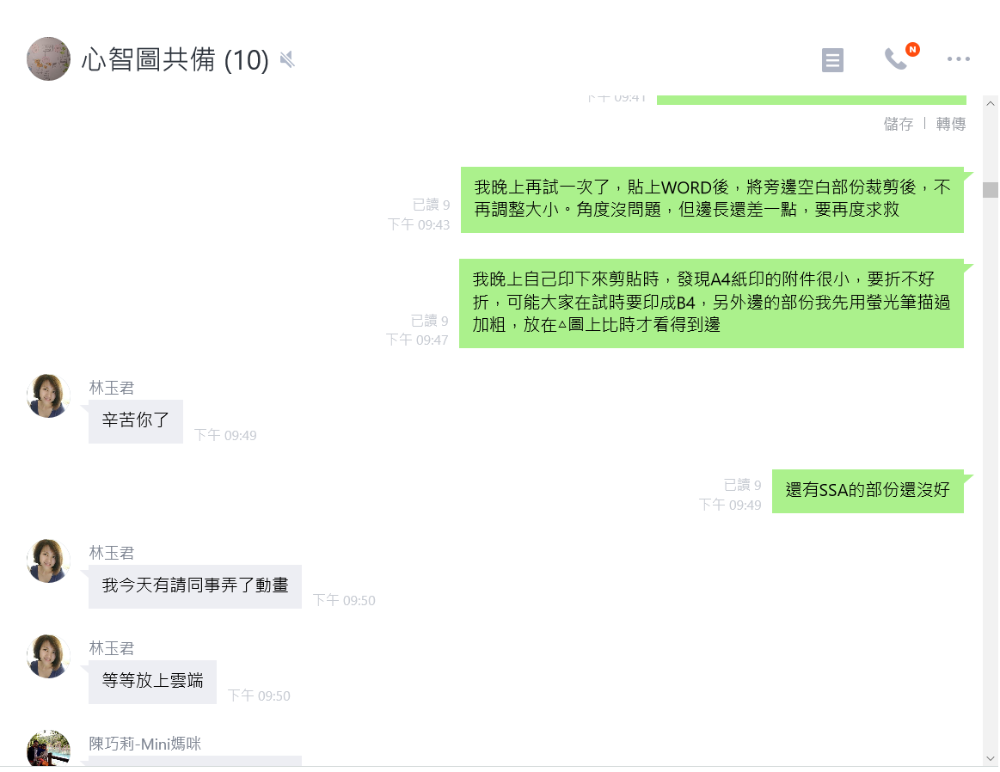 心智圖共備 (10)
N
下午 09:41
儲存 | 轉傳
我晚上再試一次了，貼上WORD後，將旁邊空白部份裁剪後，不
再調整大小。角度沒問題，但邊長還差一點，要再度求救
已讀 9
下午 09:43
我晚上自己印下來剪貼時，發現A4紙印的附件很小，要折不好
折，可能大家在試時要印成B4，另外邊的部份我先用螢光筆描過
加粗，放在△圖上比時才看得到邊
已讀 9
下午 09:47
林玉君
辛苦你了
下午 09:49
還有SSA的部份還沒好
已讀 9
下午 09:49
林玉君
我今天有請同事弄了動畫
下午 09:50
林玉君
等等放上雲端
下午 09:50
陳巧莉-Mini媽咪